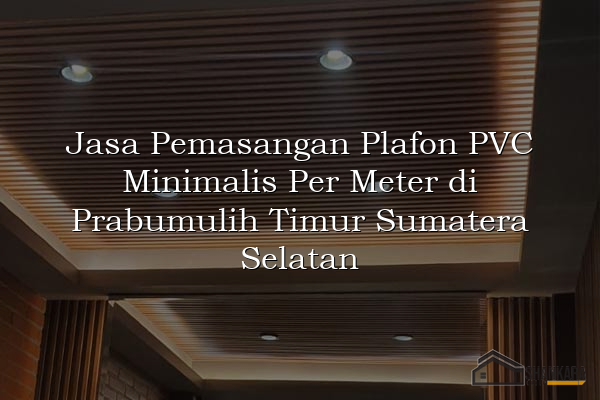 Jasa Pemasangan Plafon PVC
Minimalis Per Meter di
Prabumulih Timur Sumatera
Selatan